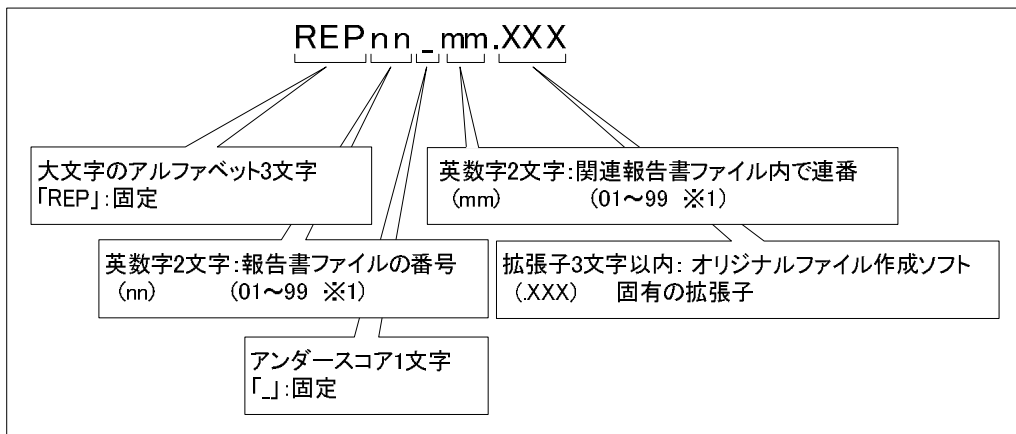 REPnn_mm.XXX
大文字のアルファベット3文字
「REP」:固定
英数字2文字:関連報告書ファイル内で連番
(mm) (01～99 ※1)
英数字2文字:報告書ファイルの番号
(nn) (01～99 ※1)
拡張子3文字以内: オリジナルファイル作成ソフト
(.XXX) 固有の拡張子
アンダースコア1文字
「_」:固定